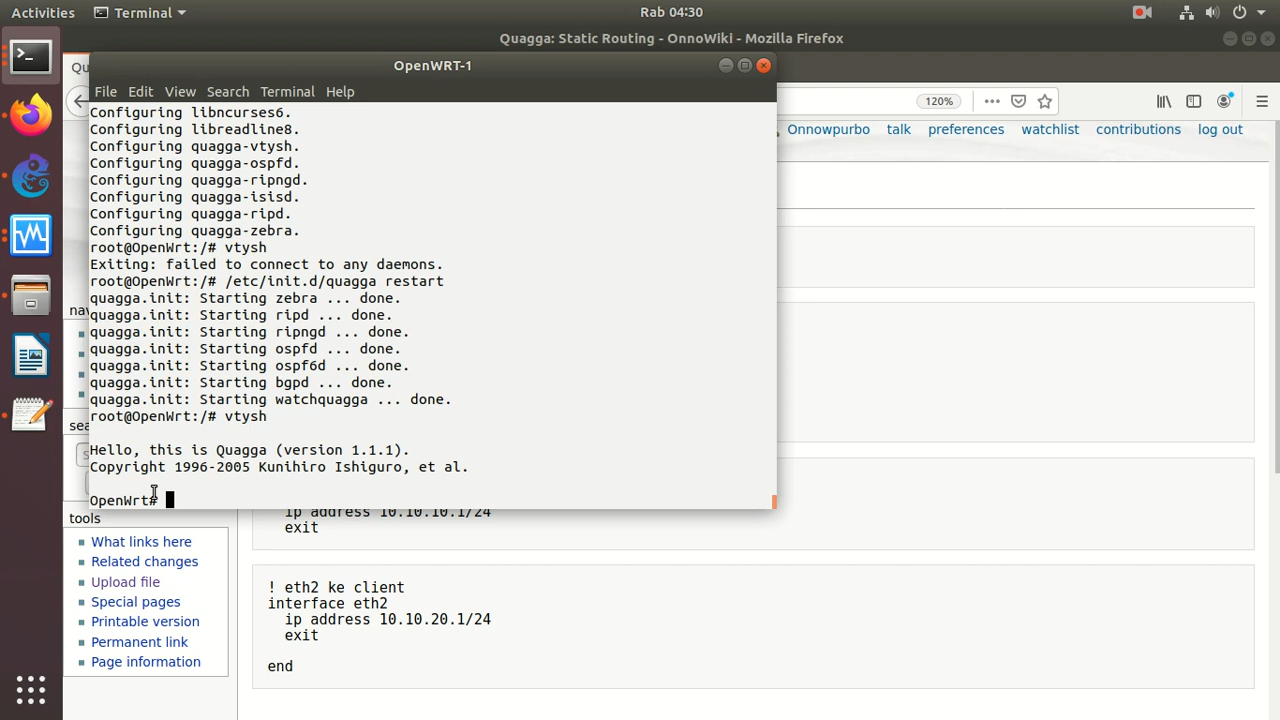 Activities Terminal Rab 04:30
Quagga: Static Routing - OnnoWiki - Mozilla Firefox
Qu
OpenWRT-1
File Edit View Search Terminal Help
Configuring libncurses6.
Configuring libreadline8.
Configuring quagga-vtysh.
Configuring quagga-ospfd.
Configuring quagga-ripngd.
Configuring quagga-isisd.
Configuring quagga-ripd.
Configuring quagga-zebra.
root@OpenWrt:/# vtysh
Exiting: failed to connect to any daemons.
root@OpenWrt:/# /etc/init.d/quagga restart
quagga.init: Starting zebra ... done.
quagga.init: Starting ripd ... done.
quagga.init: Starting ripngd ... done.
quagga.init: Starting ospfd ... done.
quagga.init: Starting ospf6d ... done.
quagga.init: Starting bgpd ... done.
quagga.init: Starting watchquagga ... done.
root@OpenWrt:/# vtysh
Hello, this is Quagga (version 1.1.1).
Copyright 1996-2005 Kunihiro Ishiguro, et al.
OpenWrt#
120%
Onnowpurbo talk preferences watchlist contributions log out
nav
sea
S
tools
What links here
Related changes
Upload file
Special pages
Printable version
Permanent link
Page information
ip address 10.10.10.1/24
exit
! eth2 ke client
interface eth2
ip address 10.10.20.1/24
exit
end